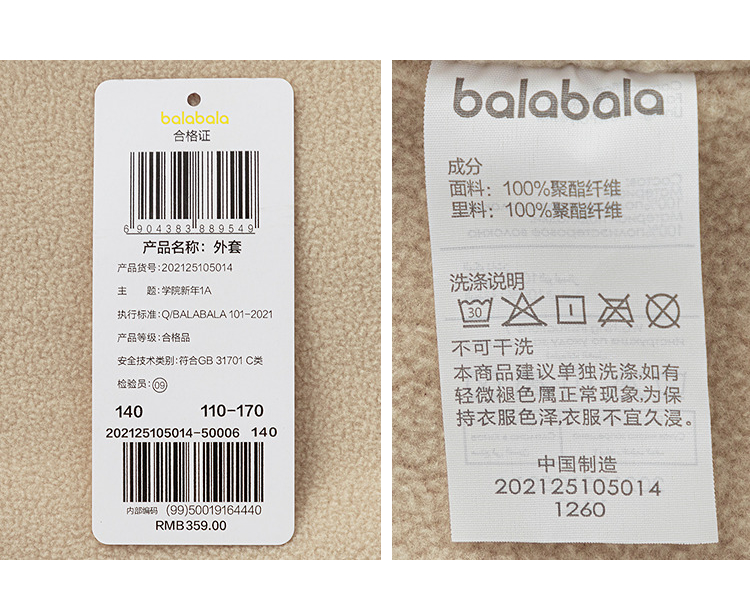 balabala
合格证
6904383889549
产品名称：外套
产品货号：202125105014
主 题：学院新年1A
执行标准：Q/BALABALA 101-2021
产品等级：合格品
安全技术类别：符合GB 31701 C类
检验员：09
140 110-170
202125105014-50006 140
内部编码 (99)50019164440
RMB359.00
balabala
成分
面料：100%聚酯纤维
里料：100%聚酯纤维
洗涤说明
30
不可干洗
本商品建议单独洗涤,如有
轻微褪色属正常现象,为保
持衣服色泽,衣服不宜久浸。
中国制造
202125105014
1260